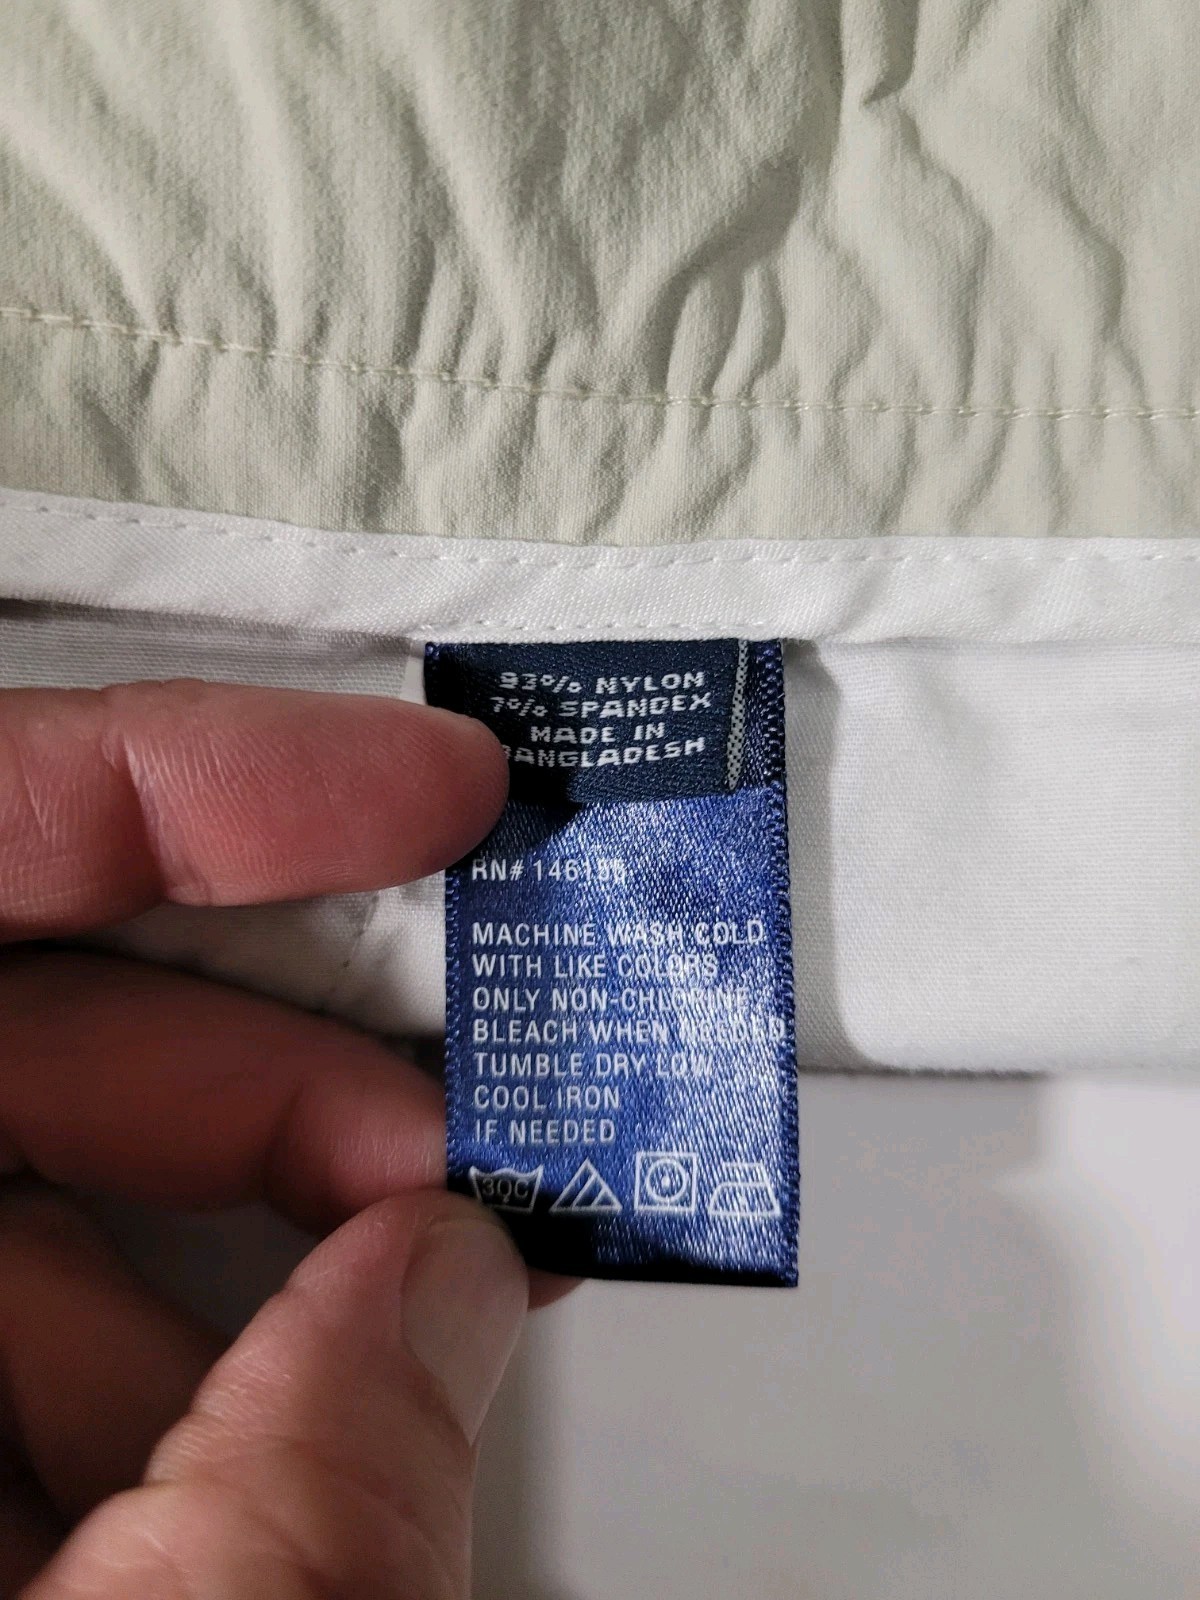 93% NYLON
7% SPANDEX
MADE IN
BANGLADESH
RN#
MACHINE WASH COLD
WITH LIKE COLORS
ONLY NON-CHLORINE
BLEACH WHEN NEEDED
TUMBLE DRY LOW
COOL IRON
IF NEEDED
30C